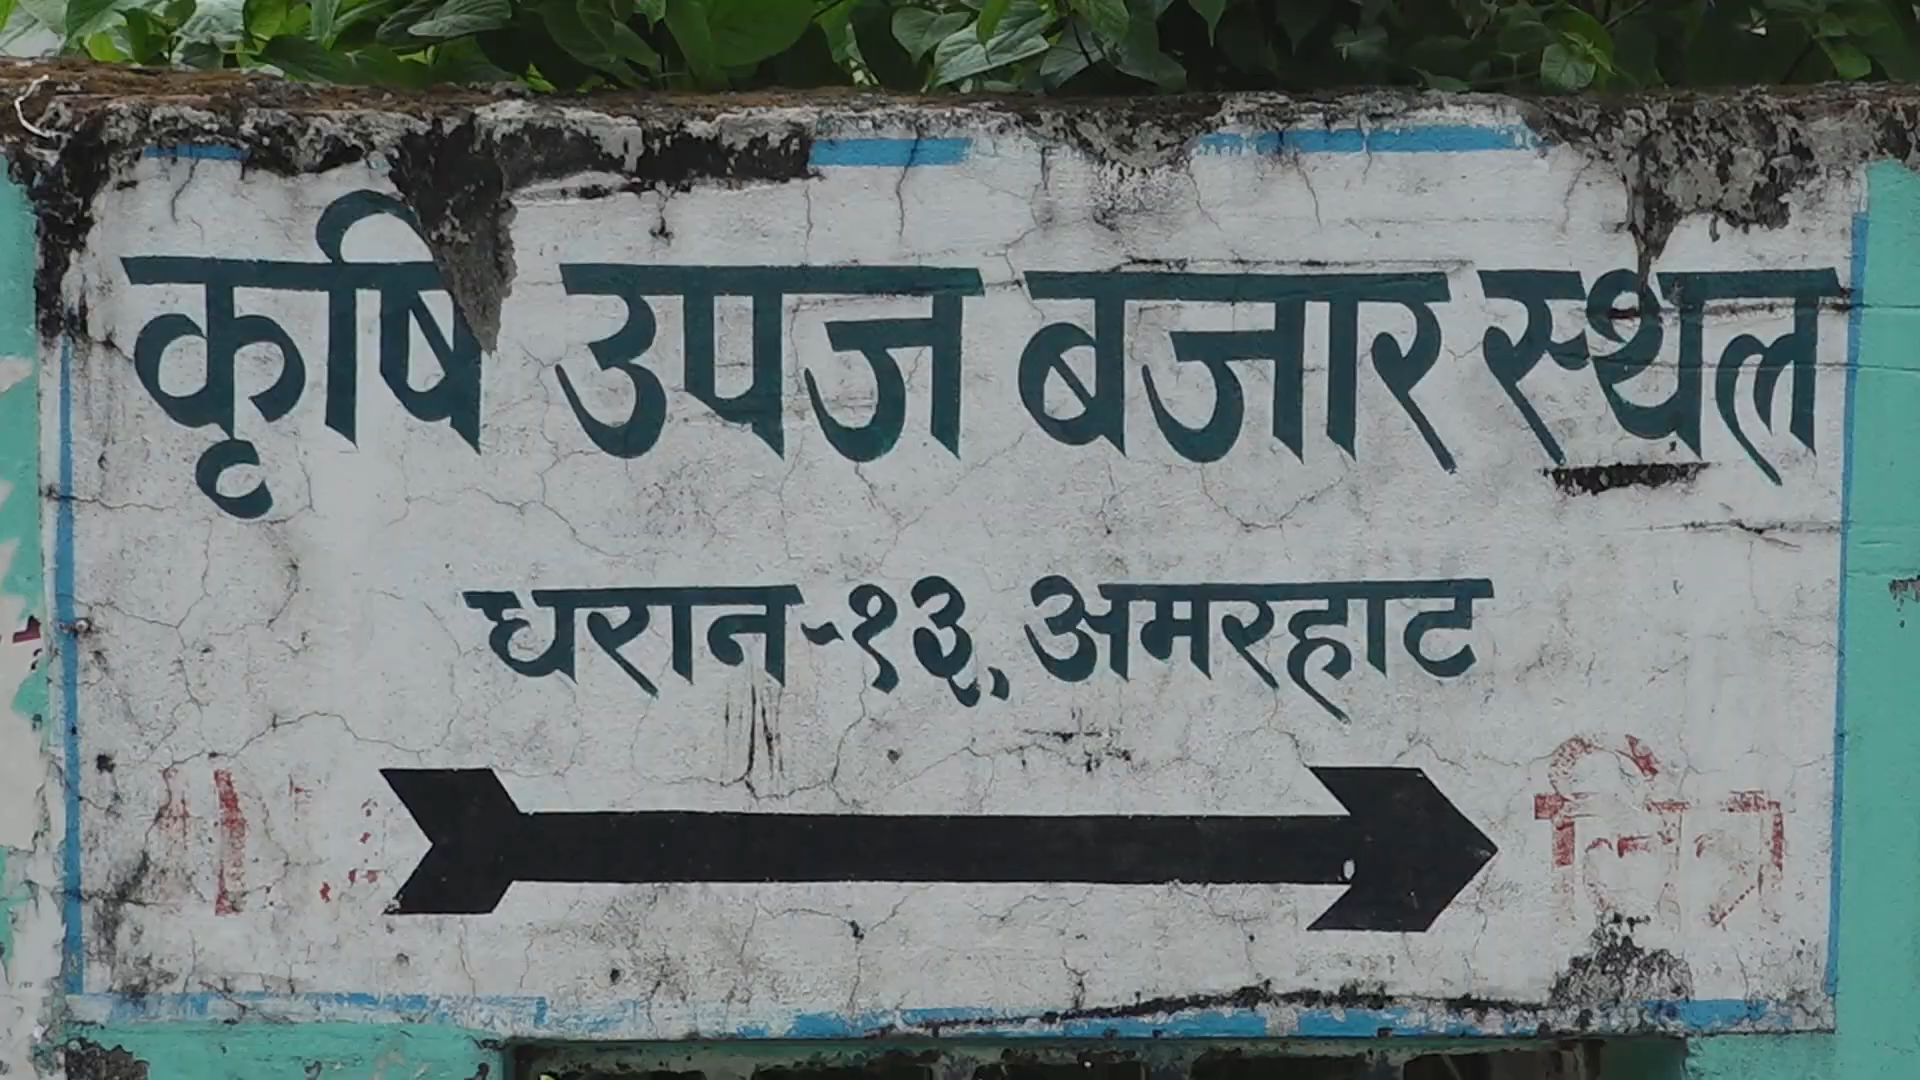 कृषि उपज बजार स्थल
धरान-१३, अमरहाट